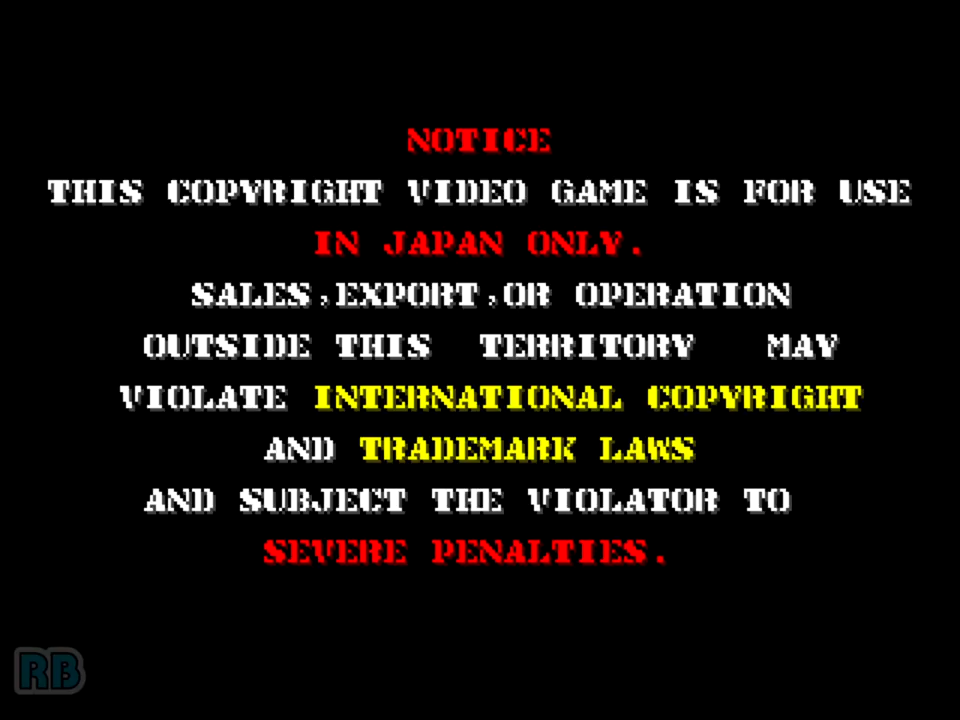 NOTICE
THIS COPYRIGHT VIDEO GAME IS FOR USE
IN JAPAN ONLY.
SALES,EXPORT,OR OPERATION
OUTSIDE THIS TERRITORY MAY
VIOLATE INTERNATIONAL COPYRIGHT
AND TRADEMARK LAWS
AND SUBJECT THE VIOLATOR TO
SEVERE PENALTIES.
RB